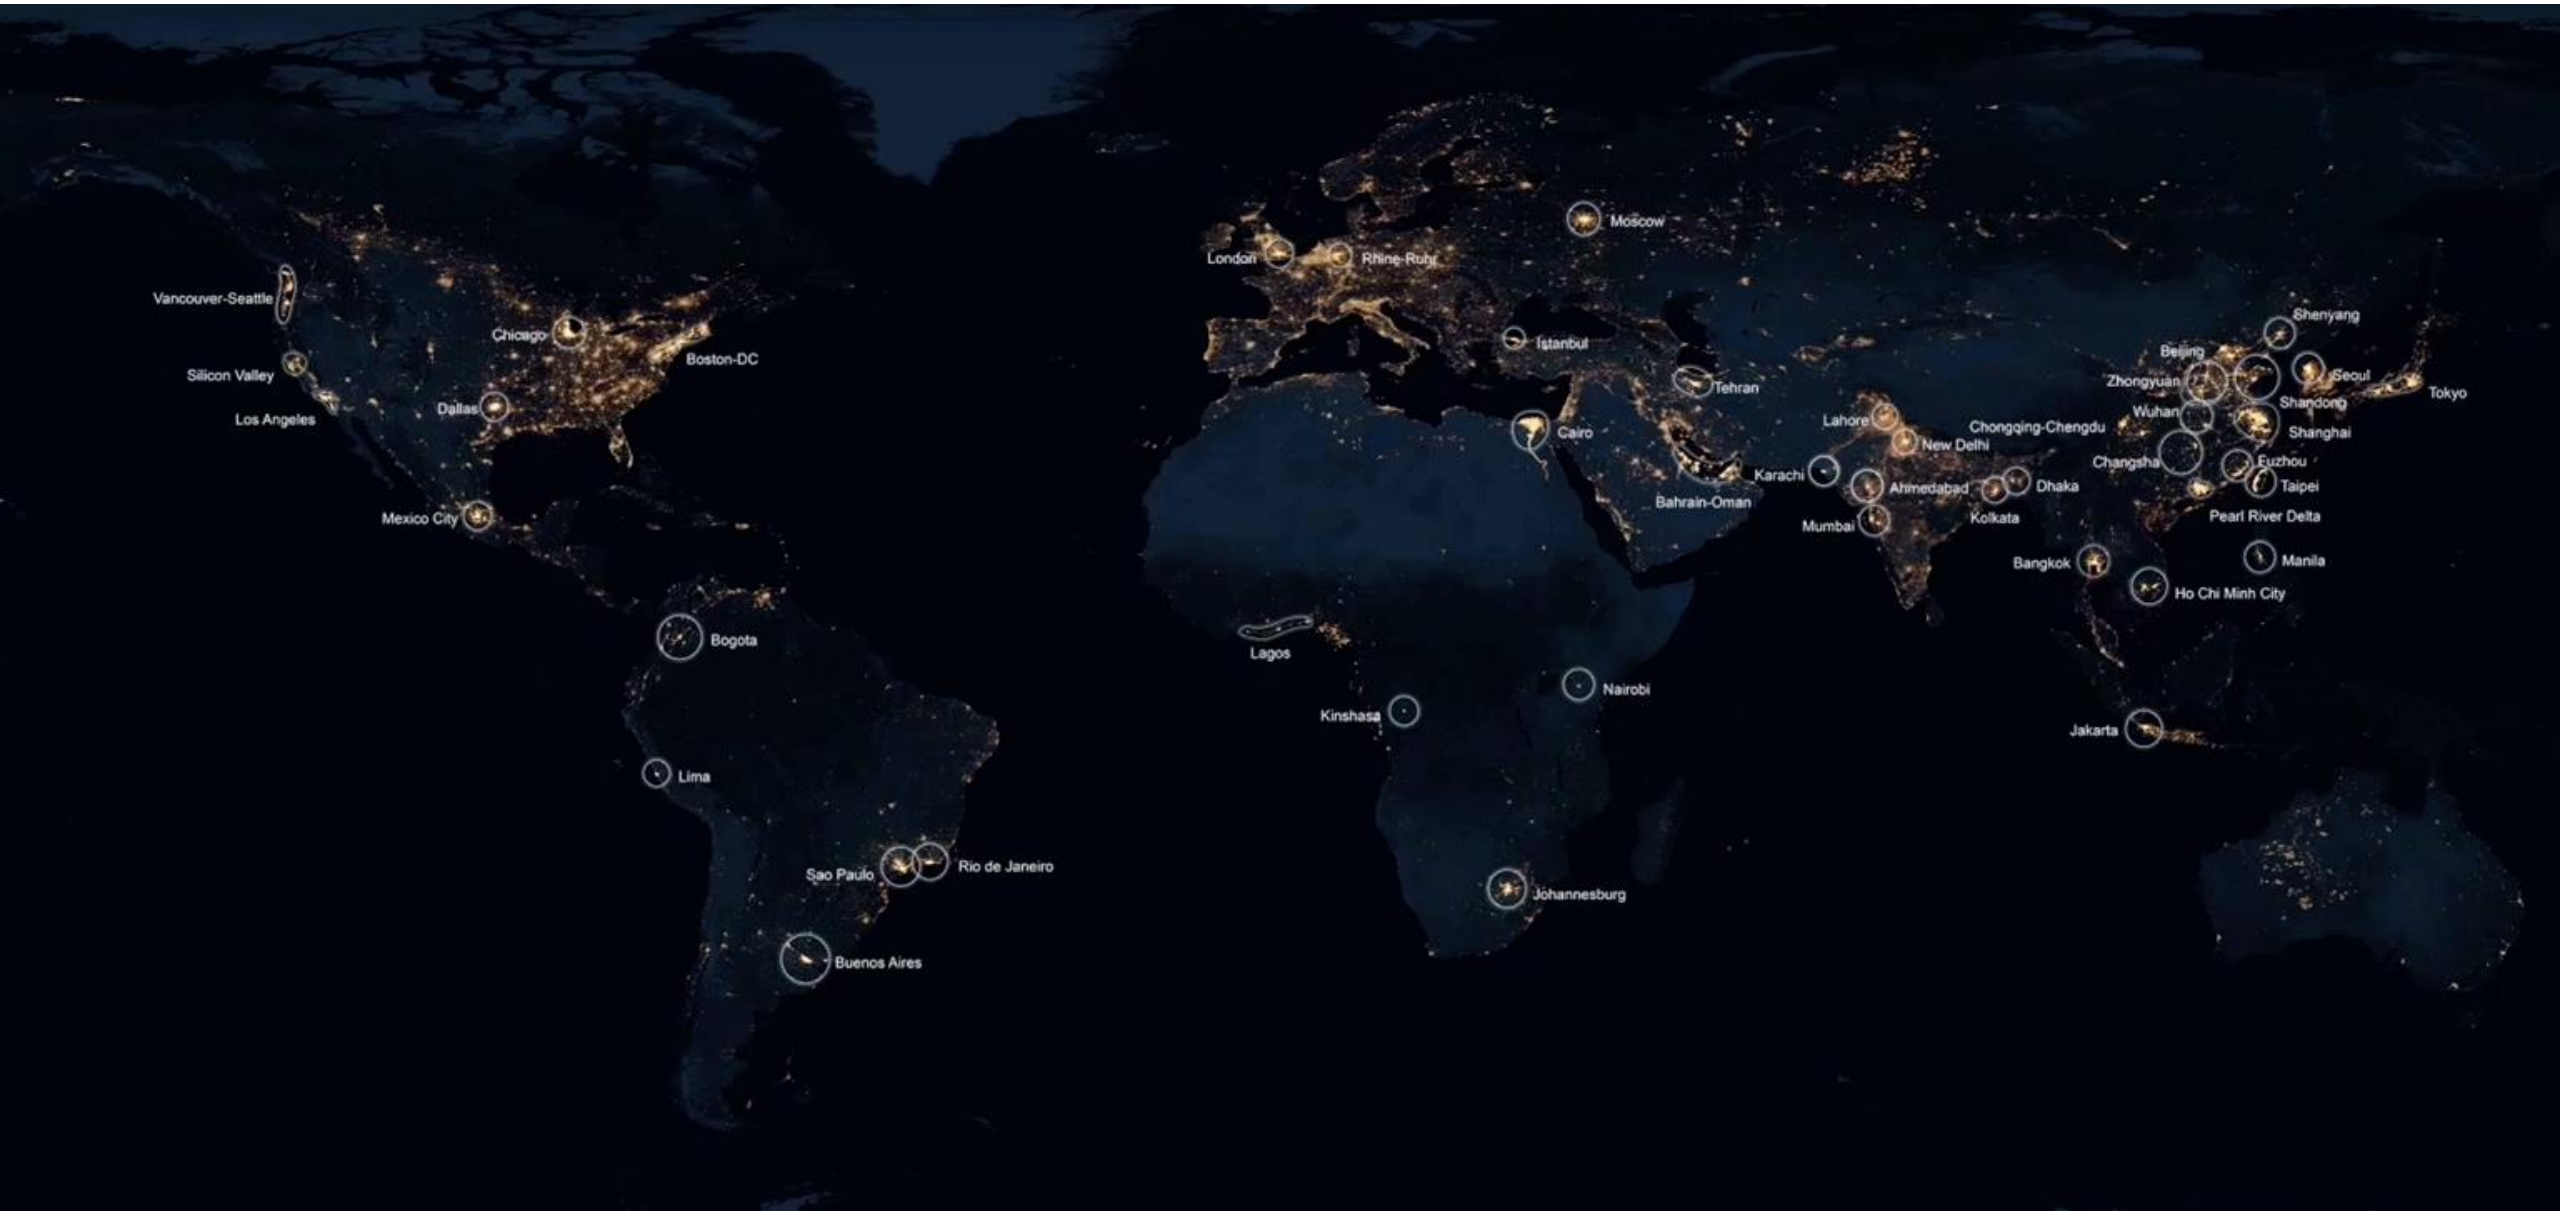 Vancouver-Seattle
Silicon Valley
Los Angeles
Chicago
Dallas
Boston-DC
Mexico City
Bogota
Lima
Sao Paulo
Rio de Janeiro
Buenos Aires
London
Rhine-Ruhr
Moscow
Istanbul
Tehran
Cairo
Bahrain-Oman
Lagos
Kinshasa
Nairobi
Johannesburg
Lahore
New Delhi
Karachi
Ahmedabad
Mumbai
Kolkata
Dhaka
Chongqing-Chengdu
Shenyang
Beijing
Zhongyuan
Seoul
Tokyo
Shandong
Wuhan
Shanghai
Changsha
Fuzhou
Taipei
Pearl River Delta
Bangkok
Manila
Ho Chi Minh City
Jakarta